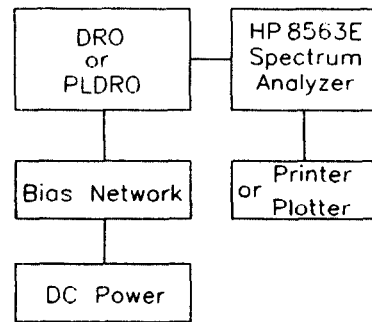 DRO
or
PLDRO
HP 8563E
Spectrum
Analyzer
Bias Network
or Printer
Plotter
DC Power